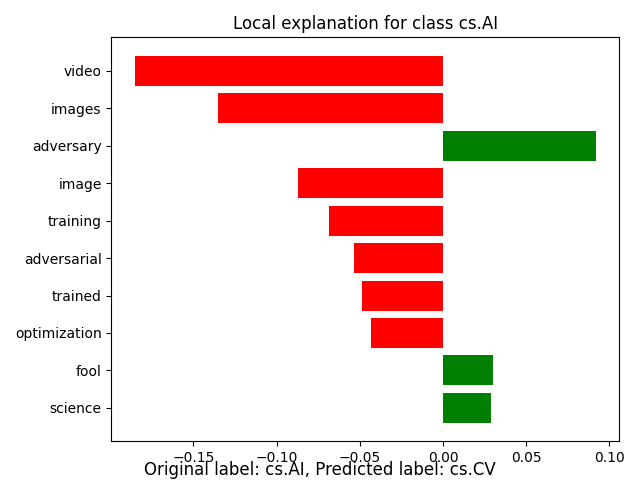 Local explanation for class cs.AI
video
images
adversary
image
training
adversarial
trained
optimization
fool
science
−0.15 −0.10 −0.05 0.00 0.05 0.10
Original label: cs.AI, Predicted label: cs.CV